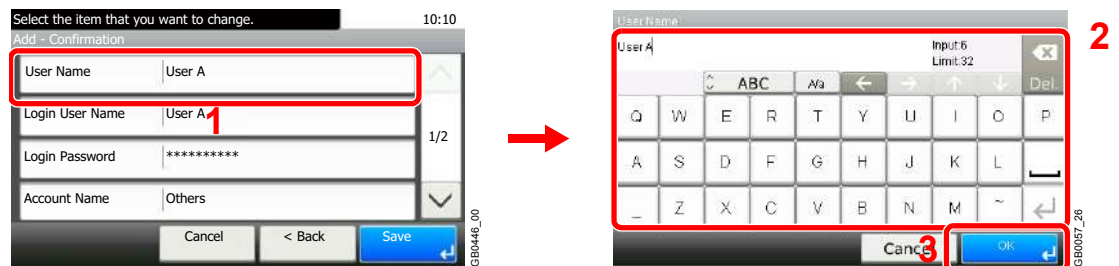 Select the item that you want to change. 10:10
Add - Confirmation
User Name User A
Login User Name User A
1
1/2
Login Password **********
Account Name Others
Cancel < Back Save
GB0446_00
User Name
2
User A Input:6
Limit:32
ABC A/a ← → ↑ ↓ Del.
Q W E R T Y U I O P
A S D F G H J K L
_ Z X C V B N M ~
Cancel 3 OK
GB0057_26